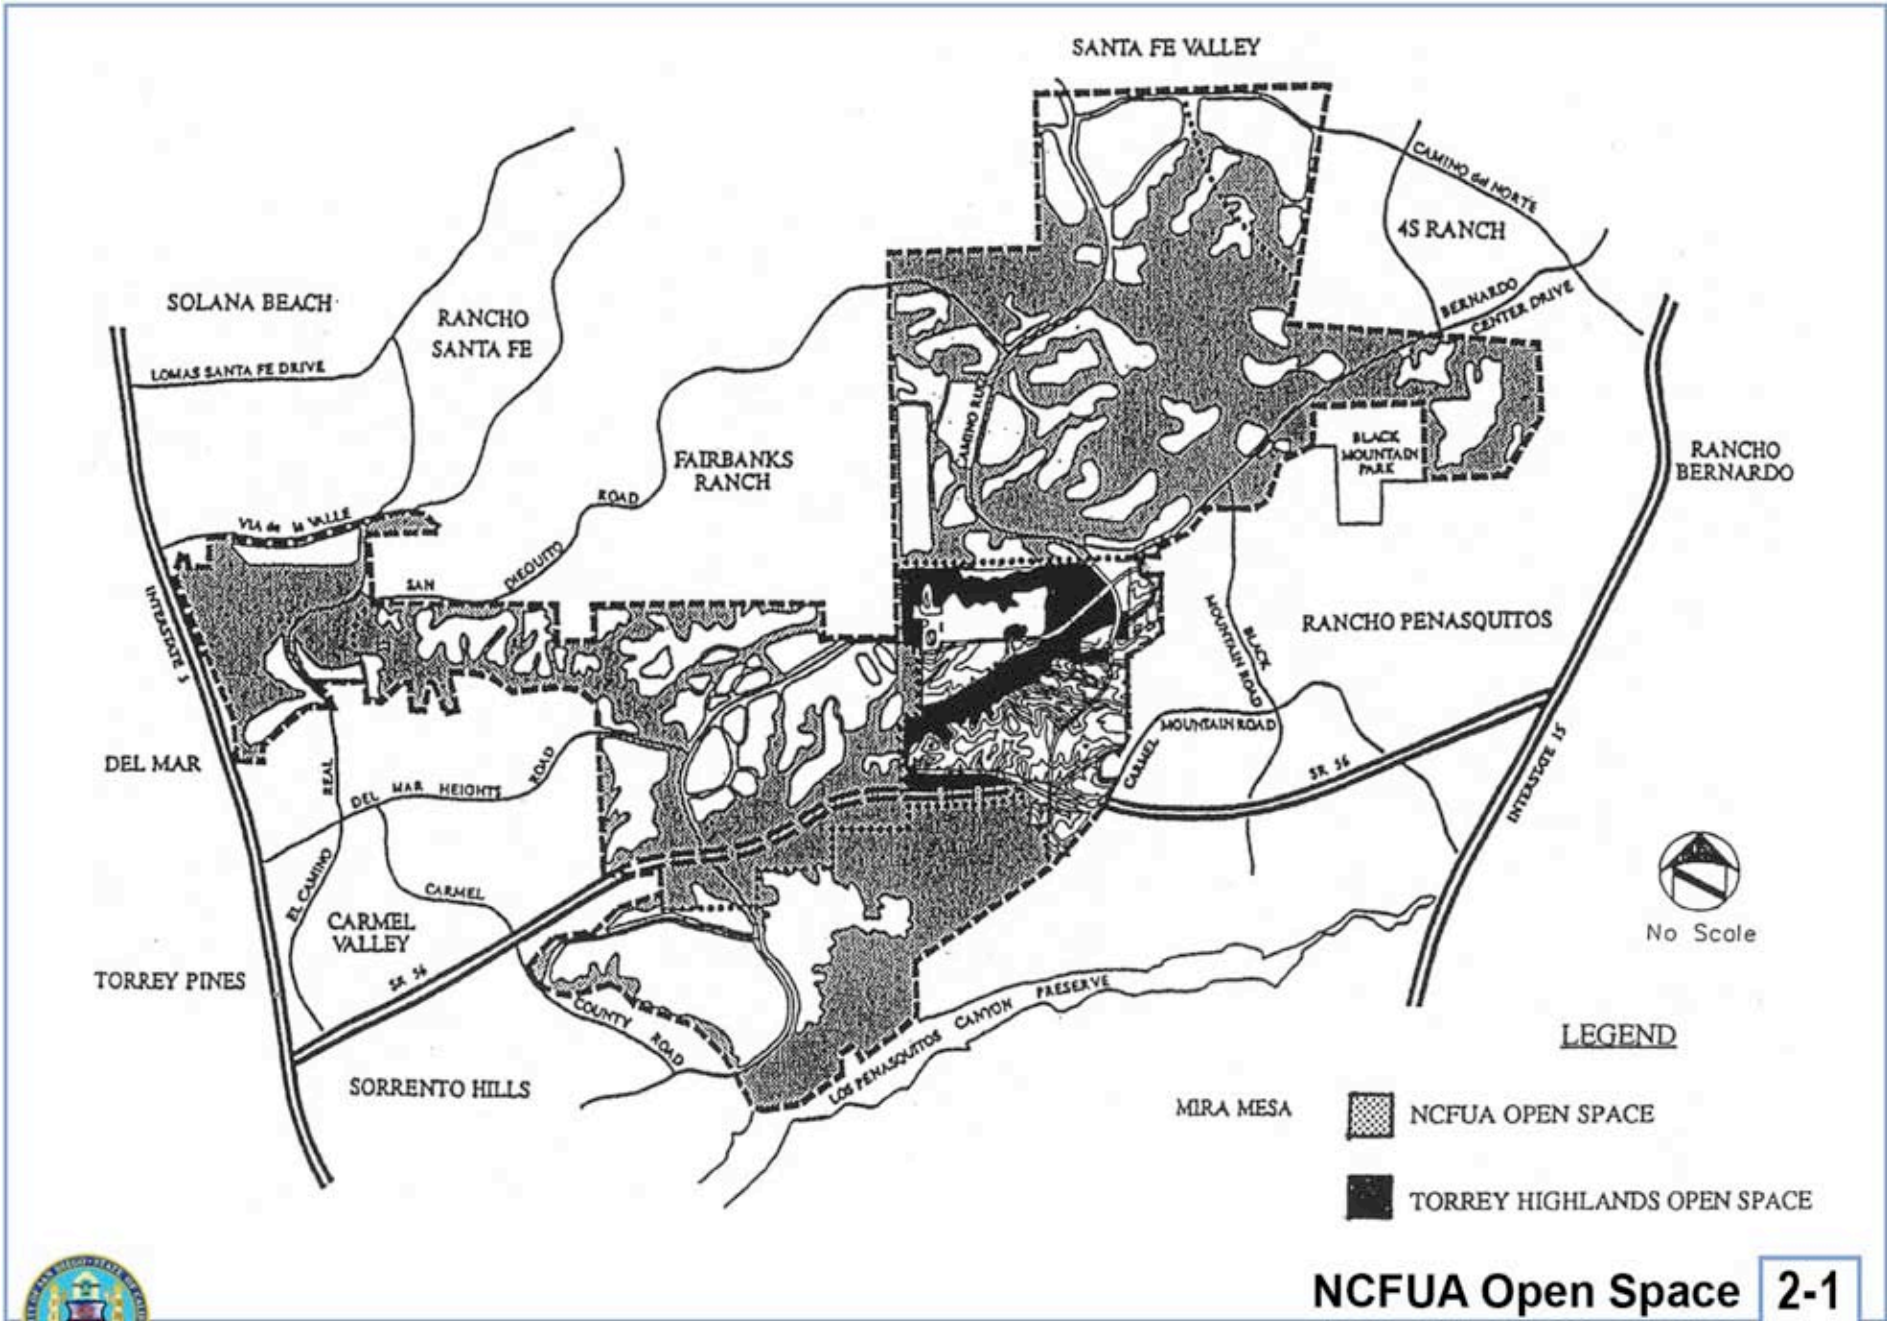 SANTA FE VALLEY
CAMINO del NORTE
4S RANCH
SOLANA BEACH
RANCHO
SANTA FE
BERNARDO
CENTER DRIVE
LOMAS SANTA FE DRIVE
CAMINO
BLACK
MOUNTAIN
PARK
RANCHO
BERNARDO
FAIRBANKS
RANCH
ROAD
VIA de la VALLE
DIEGUITO
SAN
INTERSTATE 5
BLACK
MOUNTAIN ROAD
RANCHO PENASQUITOS
MOUNTAIN ROAD
CARMEL
DEL MAR
REAL
DEL MAR HEIGHTS
ROAD
SR 56
INTERSTATE 15
EL CAMINO
CARMEL
CARMEL
VALLEY
No Scale
TORREY PINES
SR 56
COUNTY
ROAD
LOS PENASQUITOS
CANYON
PRESERVE
SORRENTO HILLS
MIRA MESA
LEGEND
NCFUA OPEN SPACE
TORREY HIGHLANDS OPEN SPACE
NCFUA Open Space
2-1